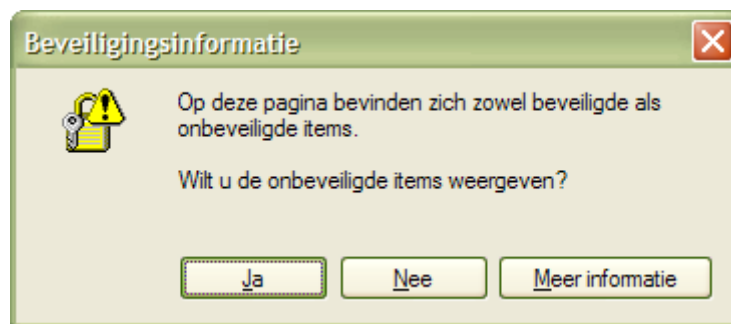 Beveiligingsinformatie
Op deze pagina bevinden zich zowel beveiligde als
onbeveiligde items.
Wilt u de onbeveiligde items weergeven?
Ja Nee Meer informatie